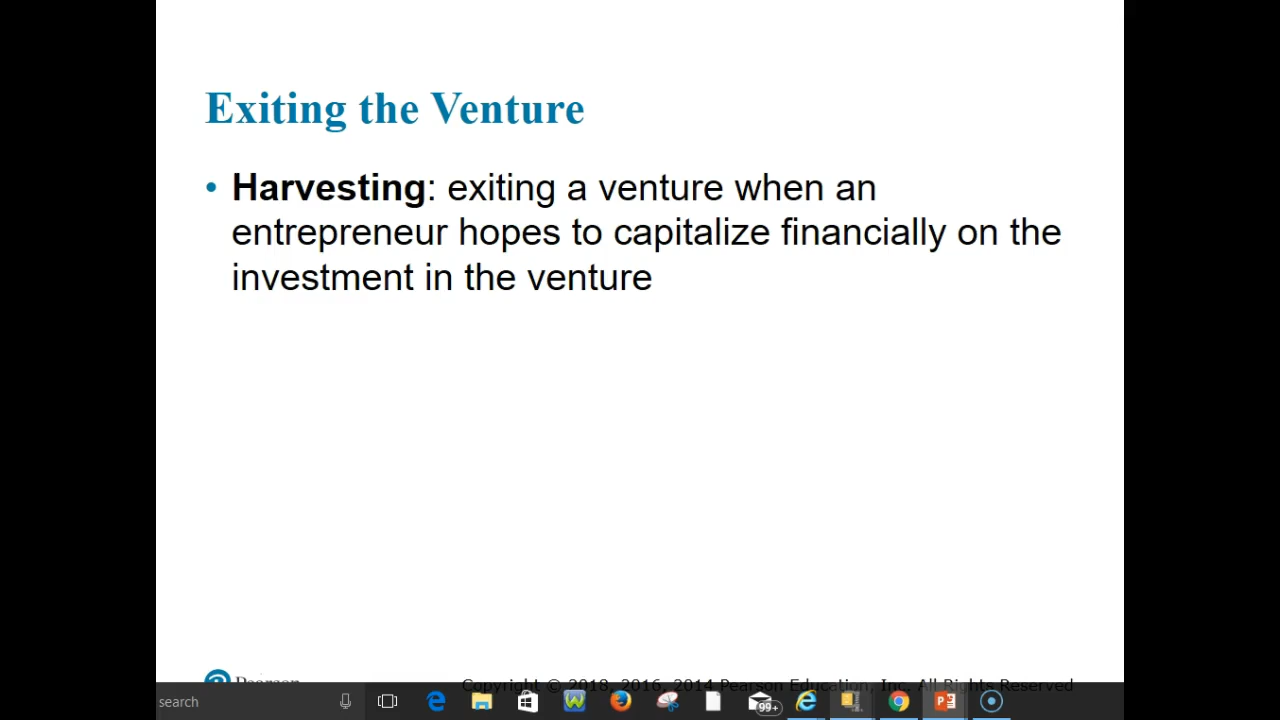 Exiting the Venture
• Harvesting: exiting a venture when an
entrepreneur hopes to capitalize financially on the
investment in the venture
Pearson
Copyright © 2018, 2016, 2014 Pearson Education, Inc. All Rights Reserved
search
99+